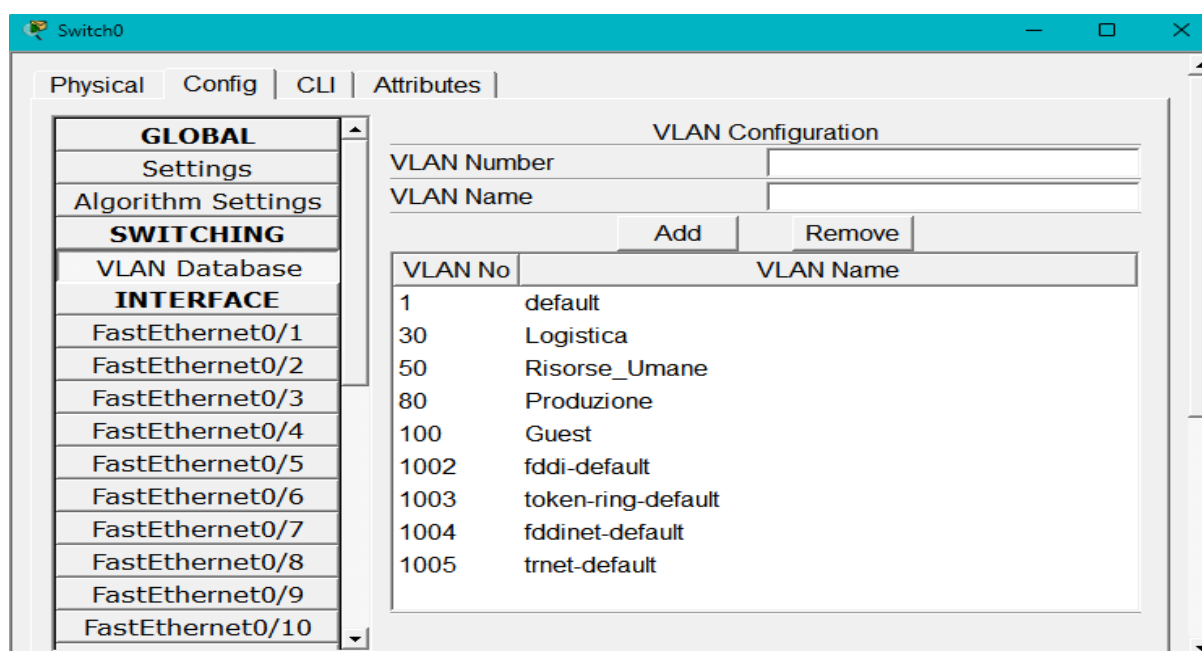 Switch0
Physical Config CLI Attributes
GLOBAL
Settings
Algorithm Settings
SWITCHING
VLAN Database
INTERFACE
FastEthernet0/1
FastEthernet0/2
FastEthernet0/3
FastEthernet0/4
FastEthernet0/5
FastEthernet0/6
FastEthernet0/7
FastEthernet0/8
FastEthernet0/9
FastEthernet0/10
VLAN Configuration
VLAN Number
VLAN Name
Add Remove
VLAN No VLAN Name
1 default
30 Logistica
50 Risorse_Umane
80 Produzione
100 Guest
1002 fddi-default
1003 token-ring-default
1004 fddinet-default
1005 trnet-default